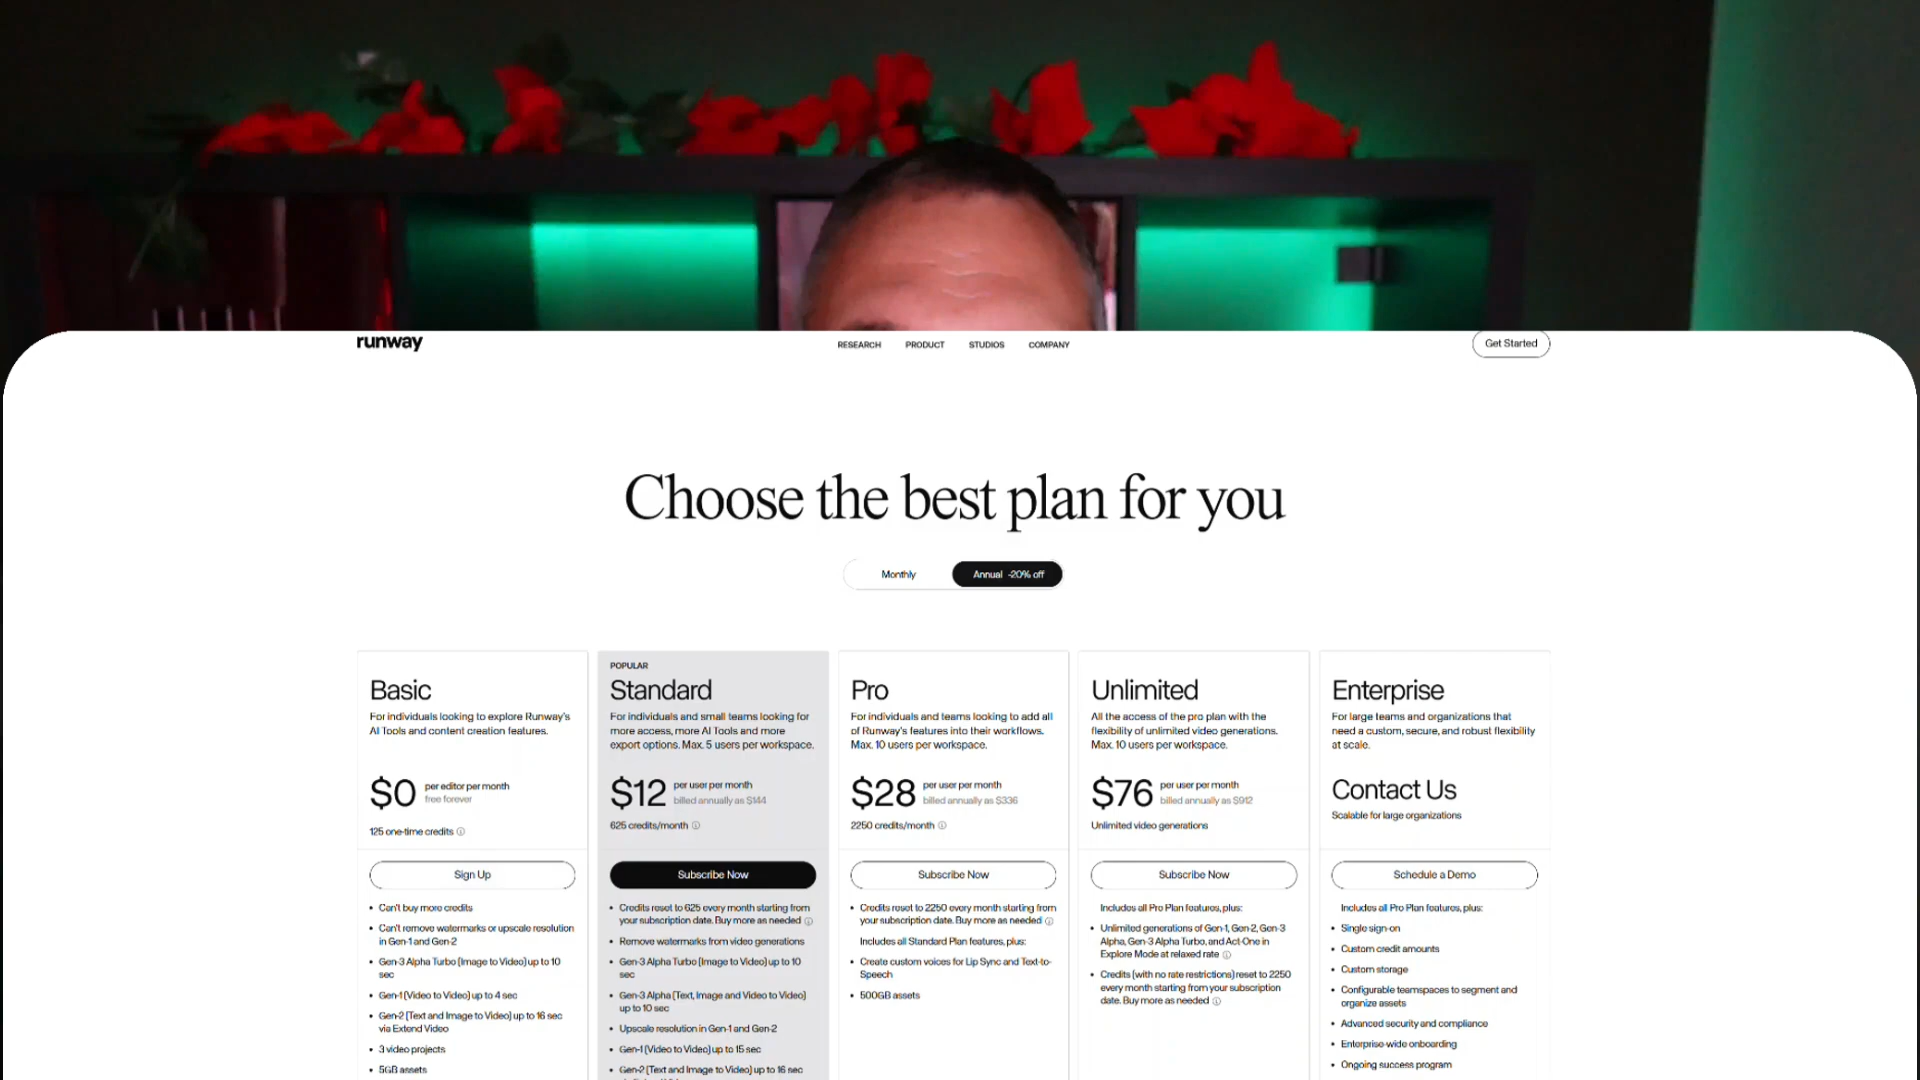 runway
RESEARCH PRODUCT STUDIOS COMPANY
Get Started
Choose the best plan for you
Monthly
Annual -20% off
Basic
For individuals looking to explore Runway's
AI Tools and content creation features.
$0 per editor per month
free forever
125 one-time credits
Sign Up
• Can't buy more credits
• Can't remove watermarks or upscale resolution
in Gen-1 and Gen-2
• Gen-3 Alpha Turbo (Image to Video) up to 10
sec
• Gen-1 (Video to Video) up to 4 sec
• Gen-2 (Text and Image to Video) up to 16 sec
via Extend Video
• 3 video projects
• 5GB assets
POPULAR
Standard
For individuals and small teams looking for
more access, more AI Tools and more
export options. Max. 5 users per workspace.
$12 per user per month
billed annually as $144
625 credits/month
Subscribe Now
• Credits reset to 625 every month starting from
your subscription date. Buy more as needed
• Remove watermarks from video generations
• Gen-3 Alpha Turbo (Image to Video) up to 10
sec
• Gen-3 Alpha (Text, Image and Video to Video)
up to 10 sec
• Upscale resolution in Gen-1 and Gen-2
• Gen-1 (Video to Video) up to 15 sec
• Gen-2 (Text and Image to Video) up to 16 sec
Pro
For individuals and teams looking to add all
of Runway's features into their workflows.
Max. 10 users per workspace.
$28 per user per month
billed annually as $336
2250 credits/month
Subscribe Now
• Credits reset to 2250 every month starting from
your subscription date. Buy more as needed
Includes all Standard Plan features, plus:
• Create custom voices for Lip Sync and Text-to-
Speech
• 500GB assets
Unlimited
All the access of the pro plan with the
flexibility of unlimited video generations.
Max. 10 users per workspace.
$76 per user per month
billed annually as $912
Unlimited video generations
Subscribe Now
Includes all Pro Plan features, plus:
• Unlimited generations of Gen-1, Gen-2, Gen-3
Alpha, Gen-3 Alpha Turbo, and Act-One in
Explore Mode at relaxed rate
• Credits (with no rate restrictions) reset to 2250
every month starting from your subscription
date. Buy more as needed
Enterprise
For large teams and organizations that
need a custom, secure, and robust flexibility
at scale.
Contact Us
Scalable for large organizations
Schedule a Demo
Includes all Pro Plan features, plus:
• Single sign-on
• Custom credit amounts
• Custom storage
• Configurable teamspaces to segment and
organize assets
• Advanced security and compliance
• Enterprise-wide onboarding
• Ongoing success program